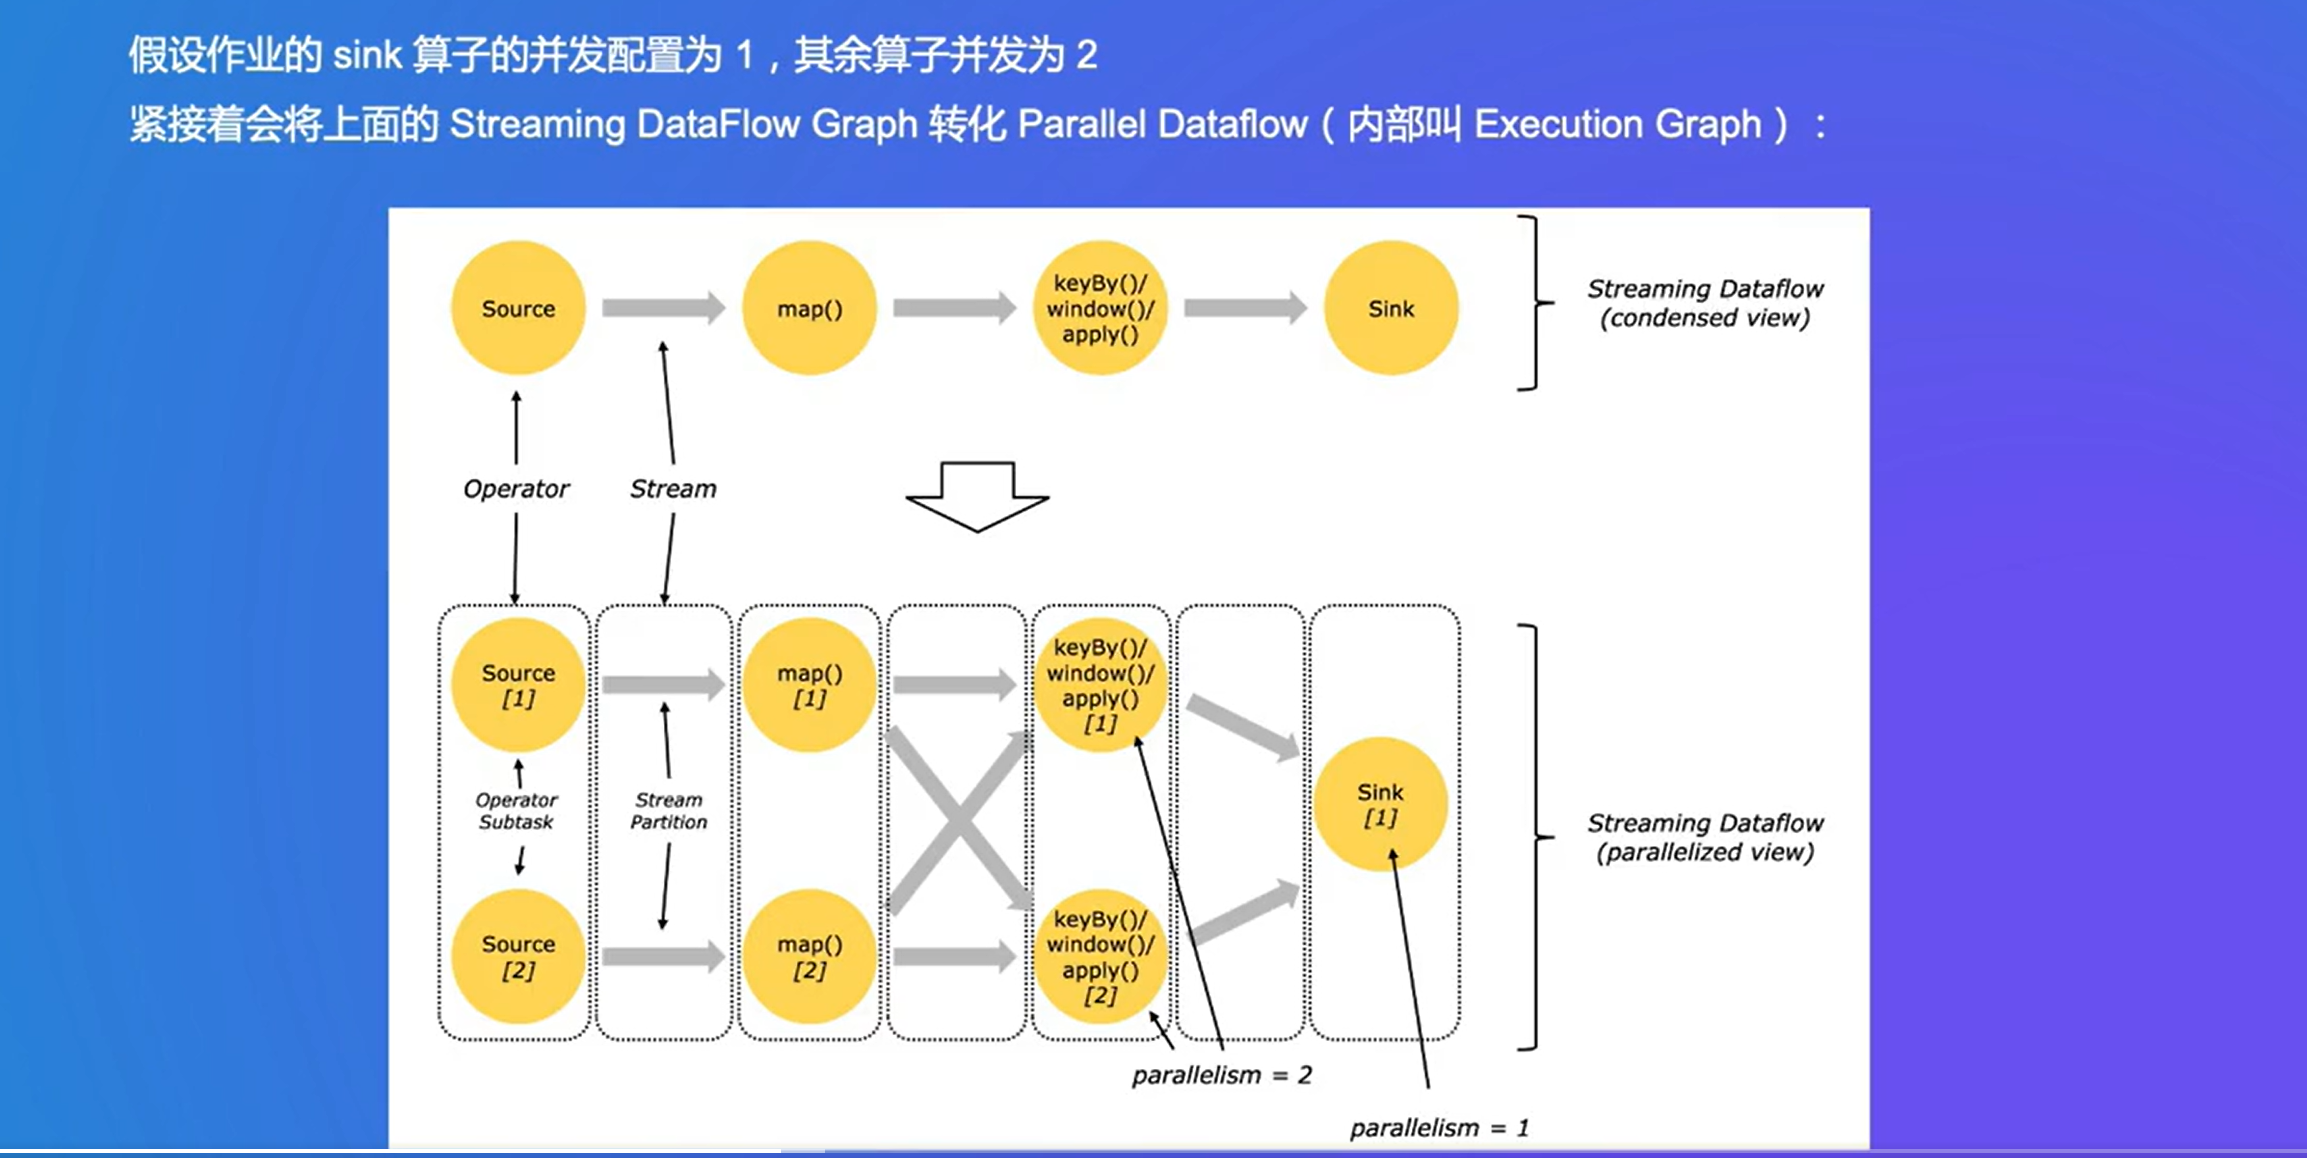 假设作业的 sink 算子的并发配置为 1，其余算子并发为 2
紧接着会将上面的 Streaming DataFlow Graph 转化 Parallel Dataflow（内部叫 Execution Graph）：
Source
map()
keyBy()/
window()/
apply()
Sink
Streaming Dataflow
(condensed view)
Operator
Stream
Source
[1]
map()
[1]
keyBy()/
window()/
apply()
[1]
Operator
Subtask
Stream
Partition
Sink
[1]
Streaming Dataflow
(parallelized view)
Source
[2]
map()
[2]
keyBy()/
window()/
apply()
[2]
parallelism = 2
parallelism = 1